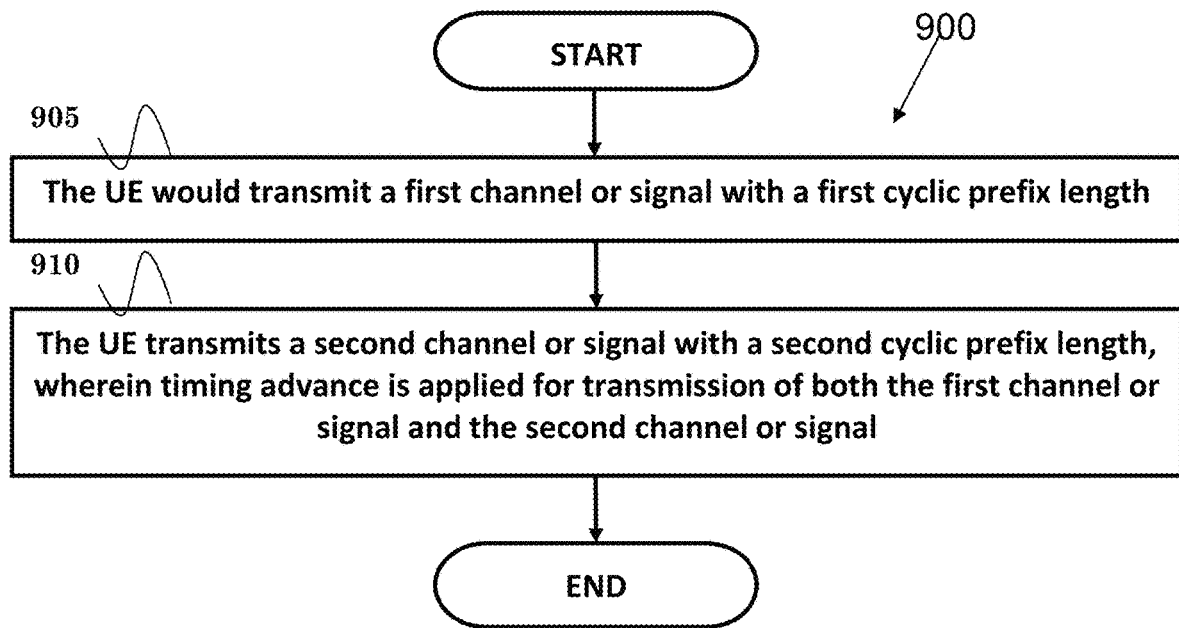 START
900
905
The UE would transmit a first channel or signal with a first cyclic prefix length
910
The UE transmits a second channel or signal with a second cyclic prefix length,
wherein timing advance is applied for transmission of both the first channel or
signal and the second channel or signal
END